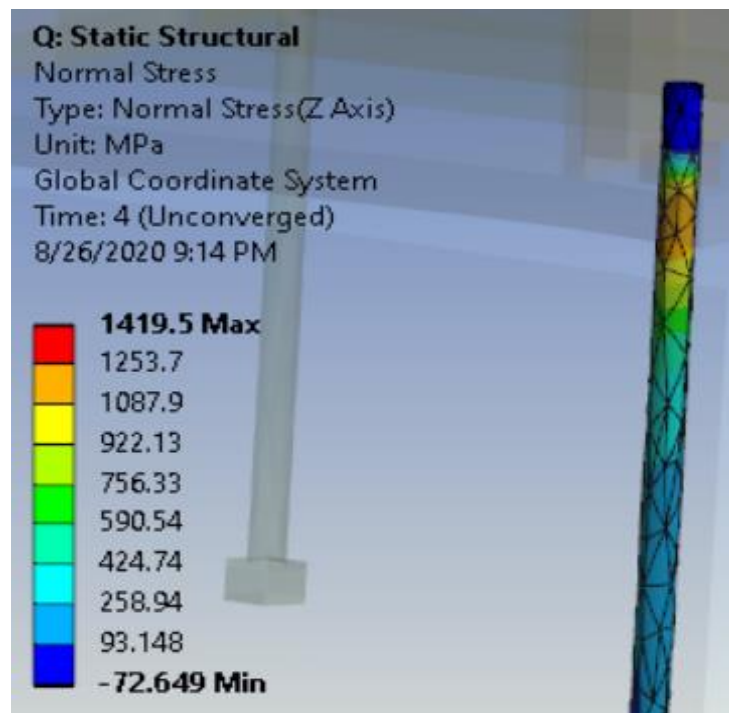 Q: Static Structural
Normal Stress
Type: Normal Stress(Z Axis)
Unit: MPa
Global Coordinate System
Time: 4 (Unconverged)
8/26/2020 9:14 PM
1419.5 Max
1253.7
1087.9
922.13
756.33
590.54
424.74
258.94
93.148
-72.649 Min